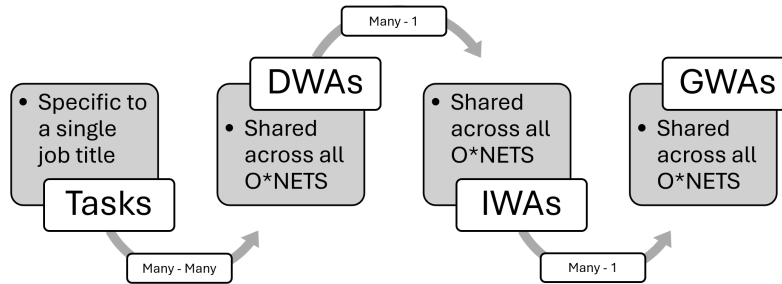 Many - 1
• Specific to
a single
job title
Tasks
Many - Many
DWAs
• Shared
across all
O*NETS
• Shared
across all
O*NETS
IWAs
Many - 1
GWAs
• Shared
across all
O*NETS